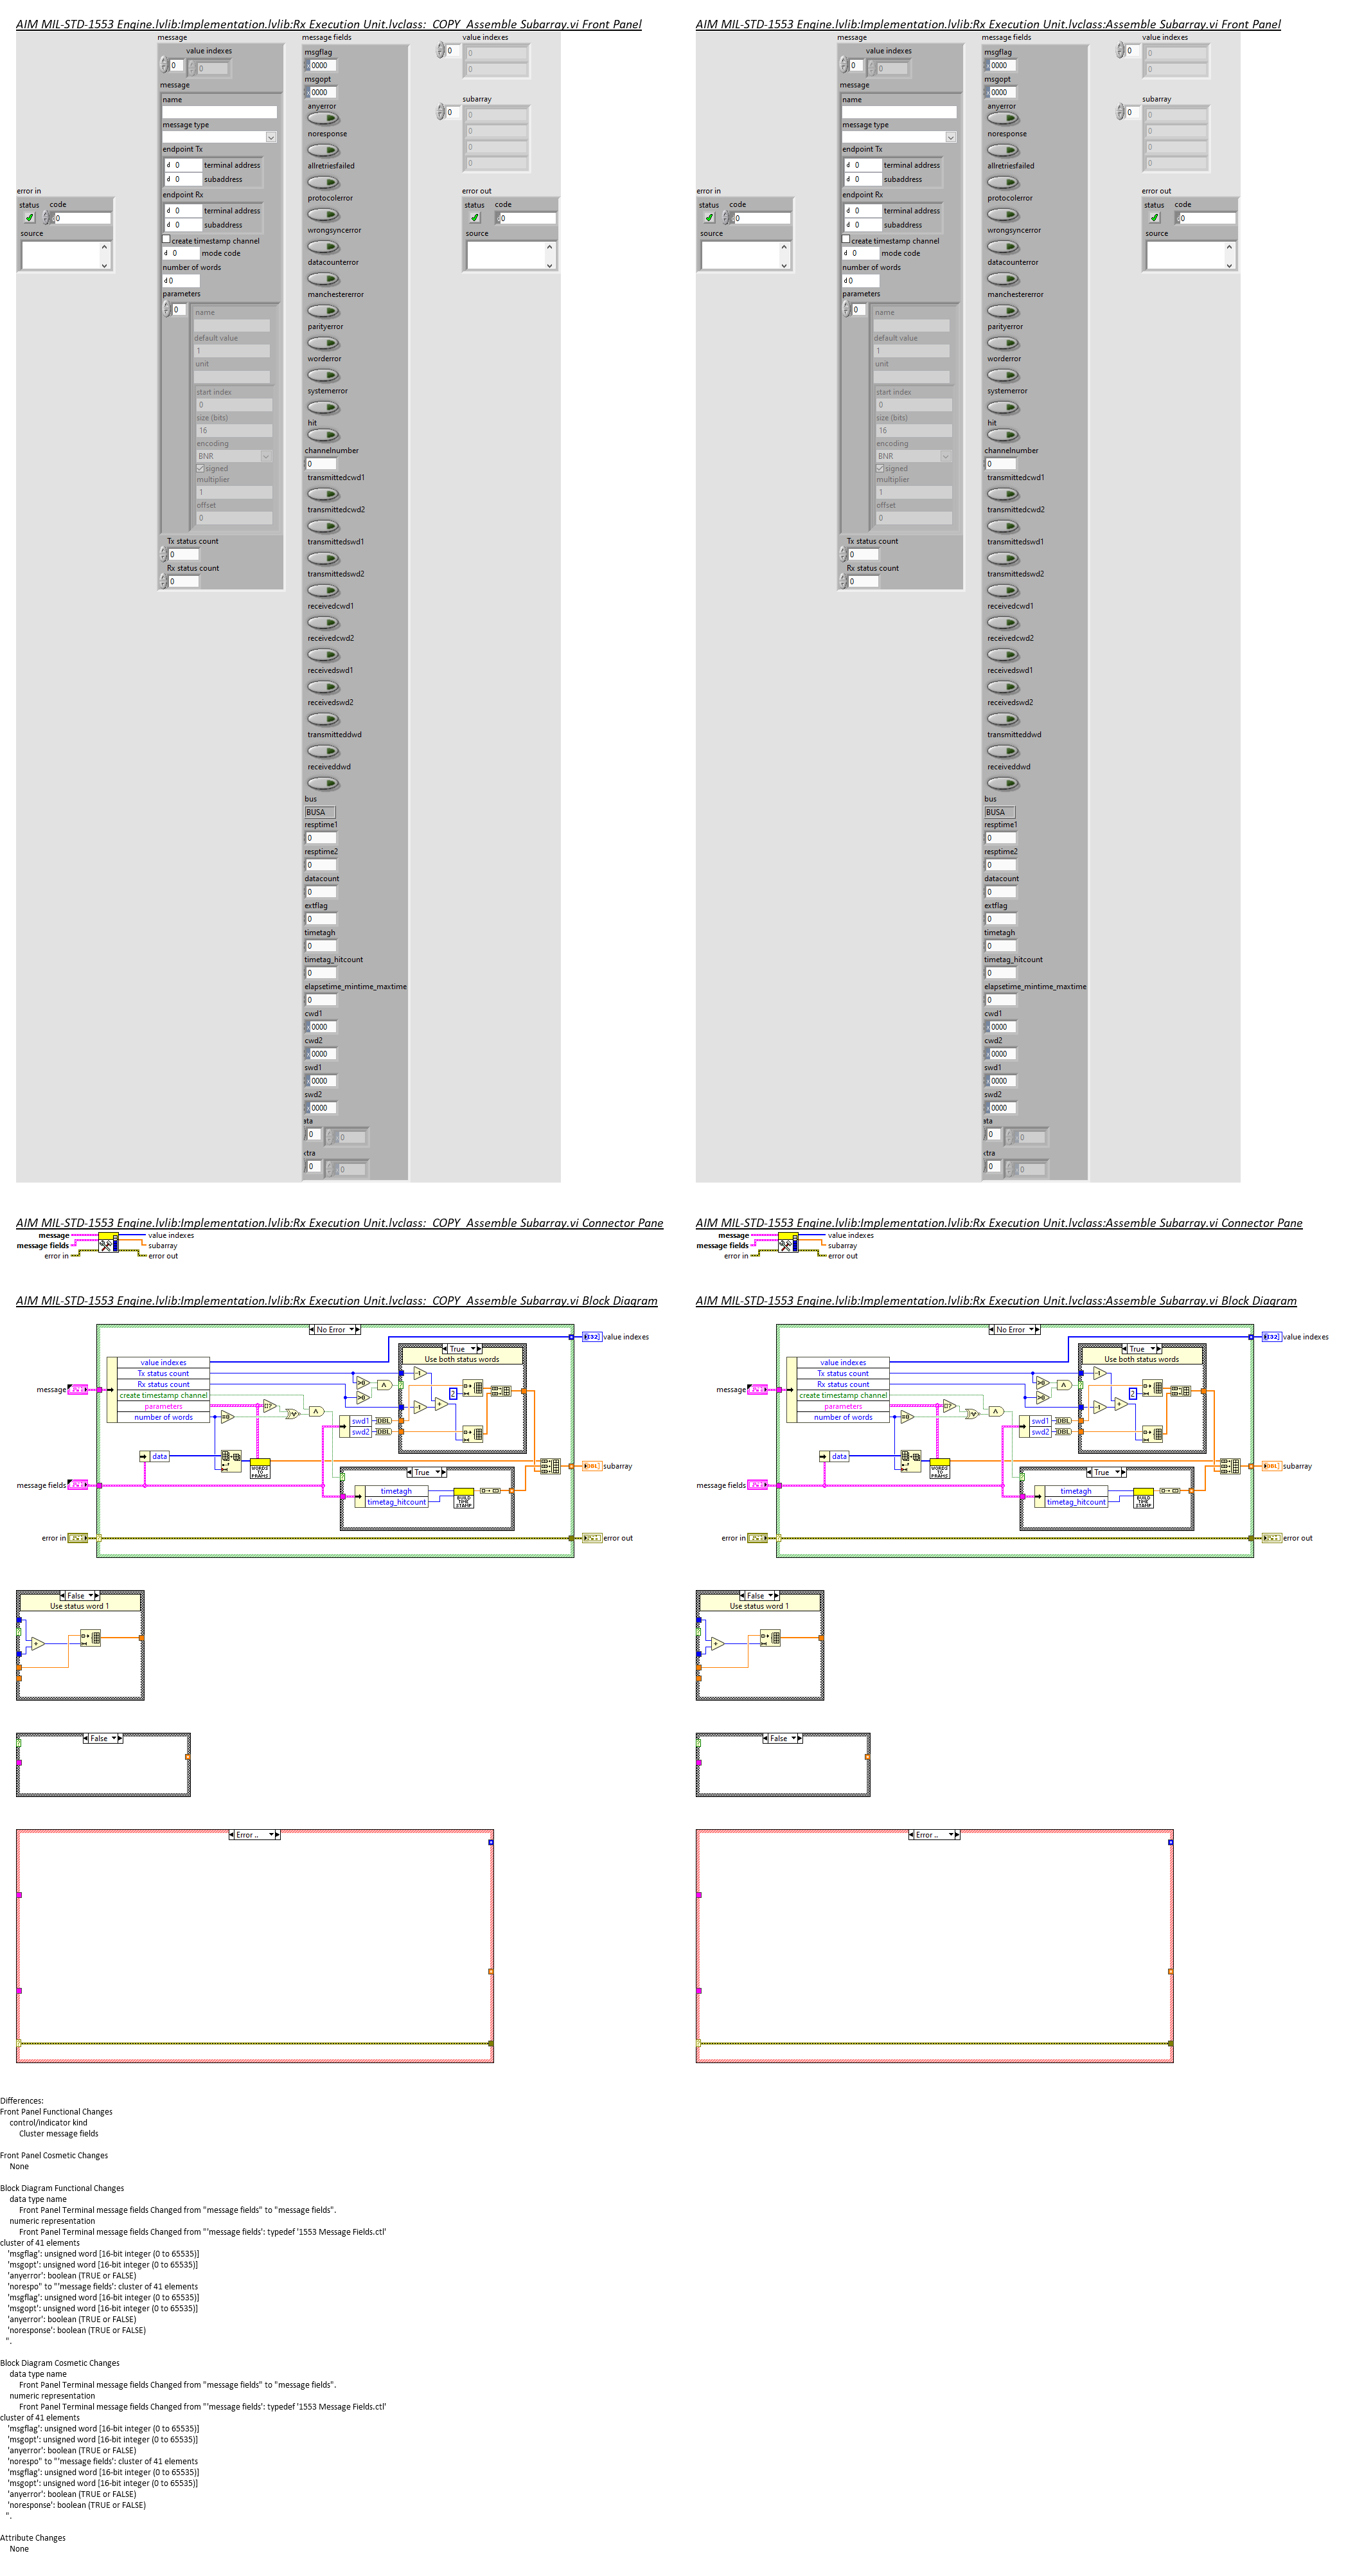 AIM MIL-STD-1553 Engine.lvlib:Implementation.lvlib:Rx Execution Unit.lvclass:_COPY_Assemble Subarray.vi Front Panel
message
value indexes
0
0
message
name
message type
endpoint Tx
d 0 terminal address
d 0 subaddress
endpoint Rx
d 0 terminal address
d 0 subaddress
create timestamp channel
d 0 mode code
number of words
d 0
parameters
0
name
default value
1
unit
start index
0
size (bits)
16
encoding
BNR
signed
multiplier
1
offset
0
Tx status count
0
Rx status count
0
message fields
msgflag
0000
msgopt
0000
anyerror
noresponse
allretriesfailed
protocolerror
wrongsyncerror
datacounterror
manchestererror
parityerror
worderror
systemerror
hit
channelnumber
0
transmittedcwd1
transmittedcwd2
transmittedswd1
transmittedswd2
receivedcwd1
receivedcwd2
receivedswd1
receivedswd2
transmitteddwd
receiveddwd
bus
BUSA
resptime1
0
resptime2
0
datacount
0
extflag
0
timetagh
0
timetag_hitcount
0
elapsetime_mintime_maxtime
0
cwd1
0000
cwd2
0000
swd1
0000
swd2
0000
ata
0
0
xtra
0
0
value indexes
0
0
0
subarray
0
0
0
0
0
error in
status code
0
source
error out
status code
0
source
AIM MIL-STD-1553 Engine.lvlib:Implementation.lvlib:Rx Execution Unit.lvclass:Assemble Subarray.vi Front Panel
message
value indexes
0
0
message
name
message type
endpoint Tx
d 0 terminal address
d 0 subaddress
endpoint Rx
d 0 terminal address
d 0 subaddress
create timestamp channel
d 0 mode code
number of words
d 0
parameters
0
name
default value
1
unit
start index
0
size (bits)
16
encoding
BNR
signed
multiplier
1
offset
0
Tx status count
0
Rx status count
0
message fields
msgflag
0000
msgopt
0000
anyerror
noresponse
allretriesfailed
protocolerror
wrongsyncerror
datacounterror
manchestererror
parityerror
worderror
systemerror
hit
channelnumber
0
transmittedcwd1
transmittedcwd2
transmittedswd1
transmittedswd2
receivedcwd1
receivedcwd2
receivedswd1
receivedswd2
transmitteddwd
receiveddwd
bus
BUSA
resptime1
0
resptime2
0
datacount
0
extflag
0
timetagh
0
timetag_hitcount
0
elapsetime_mintime_maxtime
0
cwd1
0000
cwd2
0000
swd1
0000
swd2
0000
ata
0
0
xtra
0
0
value indexes
0
0
0
subarray
0
0
0
0
0
error in
status code
0
source
error out
status code
0
source
AIM MIL-STD-1553 Engine.lvlib:Implementation.lvlib:Rx Execution Unit.lvclass:_COPY_Assemble Subarray.vi Connector Pane
message
message fields
error in
value indexes
subarray
error out
AIM MIL-STD-1553 Engine.lvlib:Implementation.lvlib:Rx Execution Unit.lvclass:Assemble Subarray.vi Connector Pane
message
message fields
error in
value indexes
subarray
error out
AIM MIL-STD-1553 Engine.lvlib:Implementation.lvlib:Rx Execution Unit.lvclass:_COPY_Assemble Subarray.vi Block Diagram
No Error
message
value indexes
Tx status count
Rx status count
create timestamp channel
parameters
number of words
True
Use both status words
-1
-1
2
swd1
swd2
DBL
DBL
data
WORDS TO PRAMS
message fields
True
timetagh
timetag_hitcount
BUILD TIME STAMP
error in
[I32] value indexes
[DBL] subarray
error out
False
Use status word 1
False
Error ..
AIM MIL-STD-1553 Engine.lvlib:Implementation.lvlib:Rx Execution Unit.lvclass:Assemble Subarray.vi Block Diagram
No Error
message
value indexes
Tx status count
Rx status count
create timestamp channel
parameters
number of words
True
Use both status words
-1
-1
2
swd1
swd2
DBL
DBL
data
WORDS TO PRAMS
message fields
True
timetagh
timetag_hitcount
BUILD TIME STAMP
error in
[I32] value indexes
[DBL] subarray
error out
False
Use status word 1
False
Error ..
Differences:
Front Panel Functional Changes
control/indicator kind
Cluster message fields
Front Panel Cosmetic Changes
None
Block Diagram Functional Changes
data type name
Front Panel Terminal message fields Changed from "message fields" to "message fields".
numeric representation
Front Panel Terminal message fields Changed from "'message fields': typedef '1553 Message Fields.ctl'
cluster of 41 elements
'msgflag': unsigned word [16-bit integer (0 to 65535)]
'msgopt': unsigned word [16-bit integer (0 to 65535)]
'anyerror': boolean (TRUE or FALSE)
'norespo" to "'message fields': cluster of 41 elements
'msgflag': unsigned word [16-bit integer (0 to 65535)]
'msgopt': unsigned word [16-bit integer (0 to 65535)]
'anyerror': boolean (TRUE or FALSE)
'noresponse': boolean (TRUE or FALSE)
".
Block Diagram Cosmetic Changes
data type name
Front Panel Terminal message fields Changed from "message fields" to "message fields".
numeric representation
Front Panel Terminal message fields Changed from "'message fields': typedef '1553 Message Fields.ctl'
cluster of 41 elements
'msgflag': unsigned word [16-bit integer (0 to 65535)]
'msgopt': unsigned word [16-bit integer (0 to 65535)]
'anyerror': boolean (TRUE or FALSE)
'norespo" to "'message fields': cluster of 41 elements
'msgflag': unsigned word [16-bit integer (0 to 65535)]
'msgopt': unsigned word [16-bit integer (0 to 65535)]
'anyerror': boolean (TRUE or FALSE)
'noresponse': boolean (TRUE or FALSE)
".
Attribute Changes
None